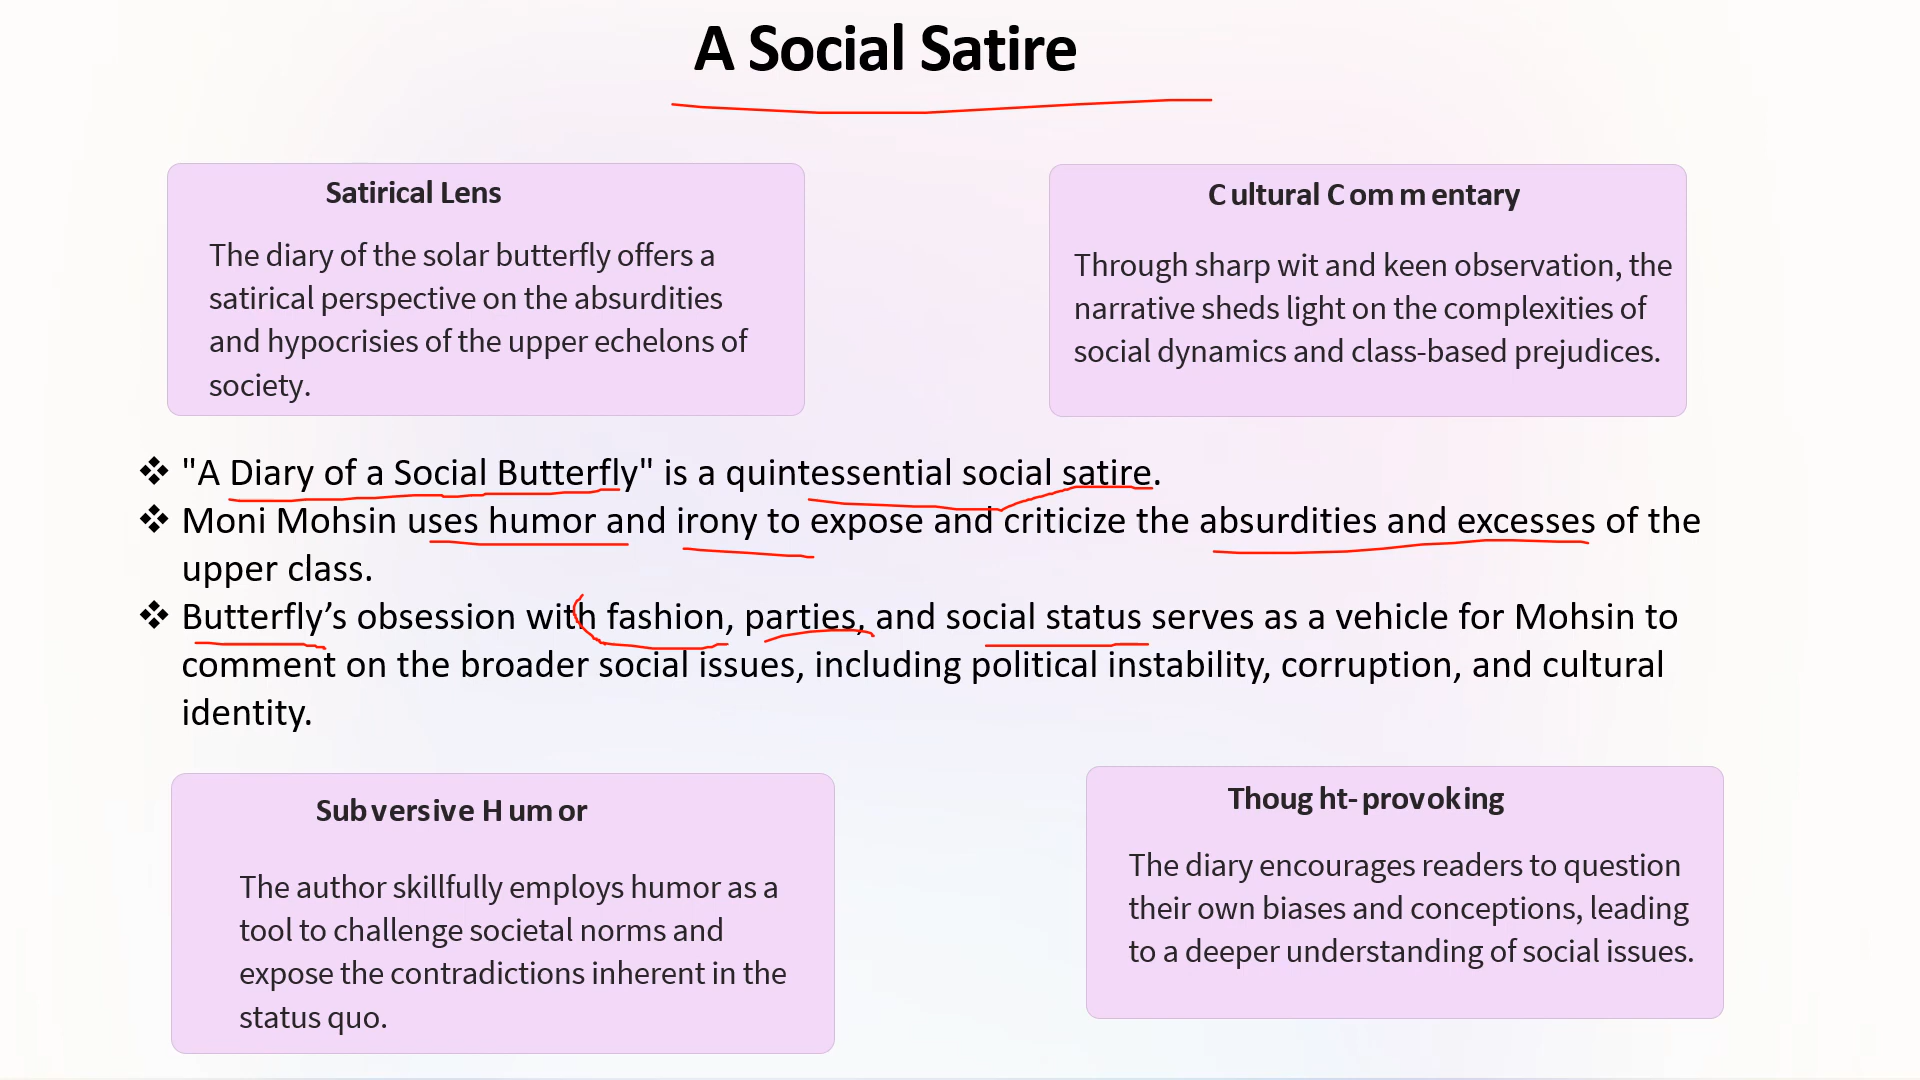 A Social Satire
Satirical Lens
The diary of the solar butterfly offers a
satirical perspective on the absurdities
and hypocrisies of the upper echelons of
society.
Cultural Commentary
Through sharp wit and keen observation, the
narrative sheds light on the complexities of
social dynamics and class-based prejudices.
❖ "A Diary of a Social Butterfly" is a quintessential social satire.
❖ Moni Mohsin uses humor and irony to expose and criticize the absurdities and excesses of the
upper class.
❖ Butterfly’s obsession with fashion, parties, and social status serves as a vehicle for Mohsin to
comment on the broader social issues, including political instability, corruption, and cultural
identity.
Subversive Humor
The author skillfully employs humor as a
tool to challenge societal norms and
expose the contradictions inherent in the
status quo.
Thought-provoking
The diary encourages readers to question
their own biases and conceptions, leading
to a deeper understanding of social issues.